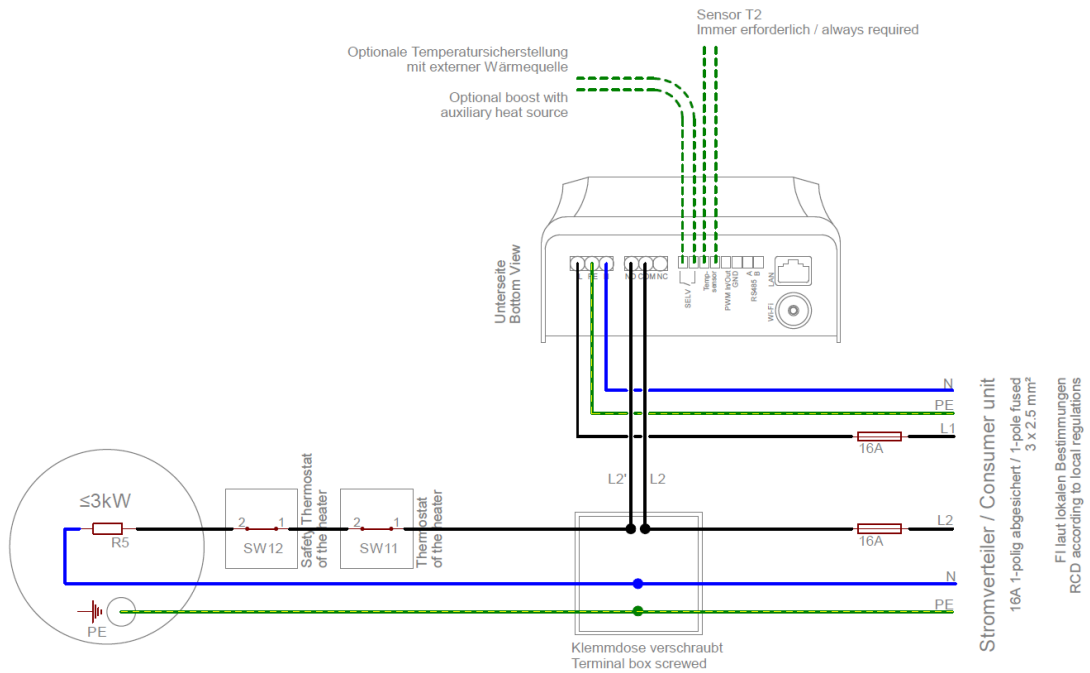 Sensor T2
Immer erforderlich / always required
Optionale Temperatursicherstellung
mit externer Wärmequelle
Optional boost with
auxiliary heat source
Unterseite
Bottom View
L
PE
N
NO
COM
NC
SELV
Temp-
sensor
PWM In/Out
GND
RS485
A
B
LAN
Wi-Fi
N
PE
L1
16A
L2'
L2
L2
16A
N
PE
≤3kW
R5
2
1
SW12
Safety Thermostat
of the heater
2
1
SW11
Thermostat
of the heater
PE
Klemmdose verschraubt
Terminal box screwed
Stromverteiler / Consumer unit
16A 1-polig abgesichert / 1-pole fused
3 x 2.5 mm²
FI laut lokalen Bestimmungen
RCD according to local regulations